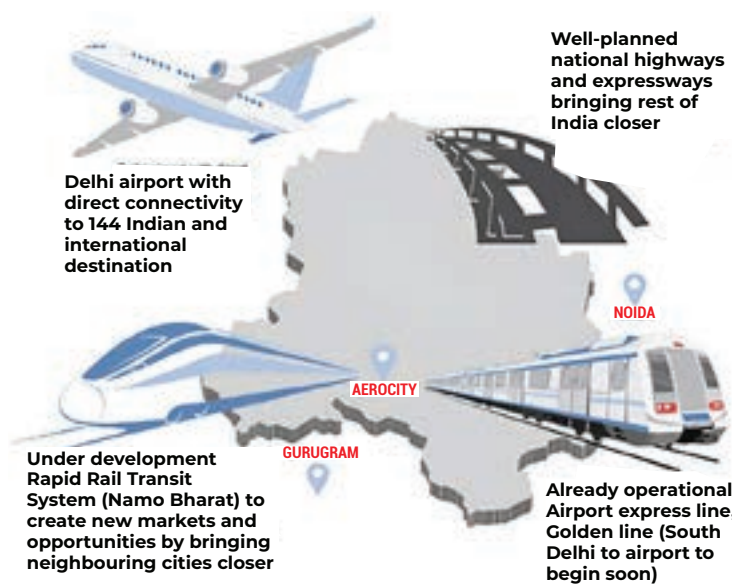 Well-planned
national highways
and expressways
bringing rest of
India closer
Delhi airport with
direct connectivity
to 144 Indian and
international
destination
NOIDA
AEROCITY
GURUGRAM
Under development
Rapid Rail Transit
System (Namo Bharat) to
create new markets and
opportunities by bringing
neighbouring cities closer
Already operational
Airport express line,
Golden line (South
Delhi to airport to
begin soon)